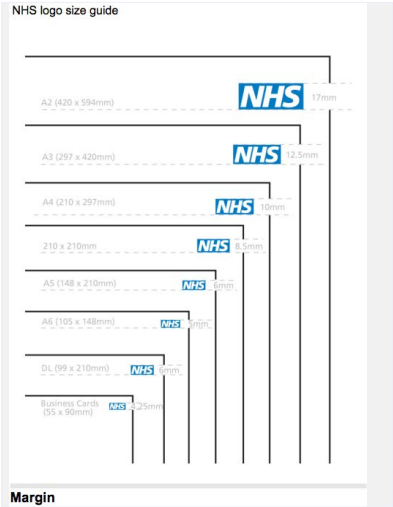 NHS logo size guide
A2 (420 x 594mm) NHS 17mm
A3 (297 x 420mm) NHS 12.5mm
A4 (210 x 297mm) NHS 10mm
210 x 210mm NHS 8.5mm
A5 (148 x 210mm) NHS 6mm
A6 (105 x 148mm) NHS 5mm
DL (99 x 210mm) NHS 6mm
Business Cards NHS 4.25mm
(55 x 90mm)
Margin